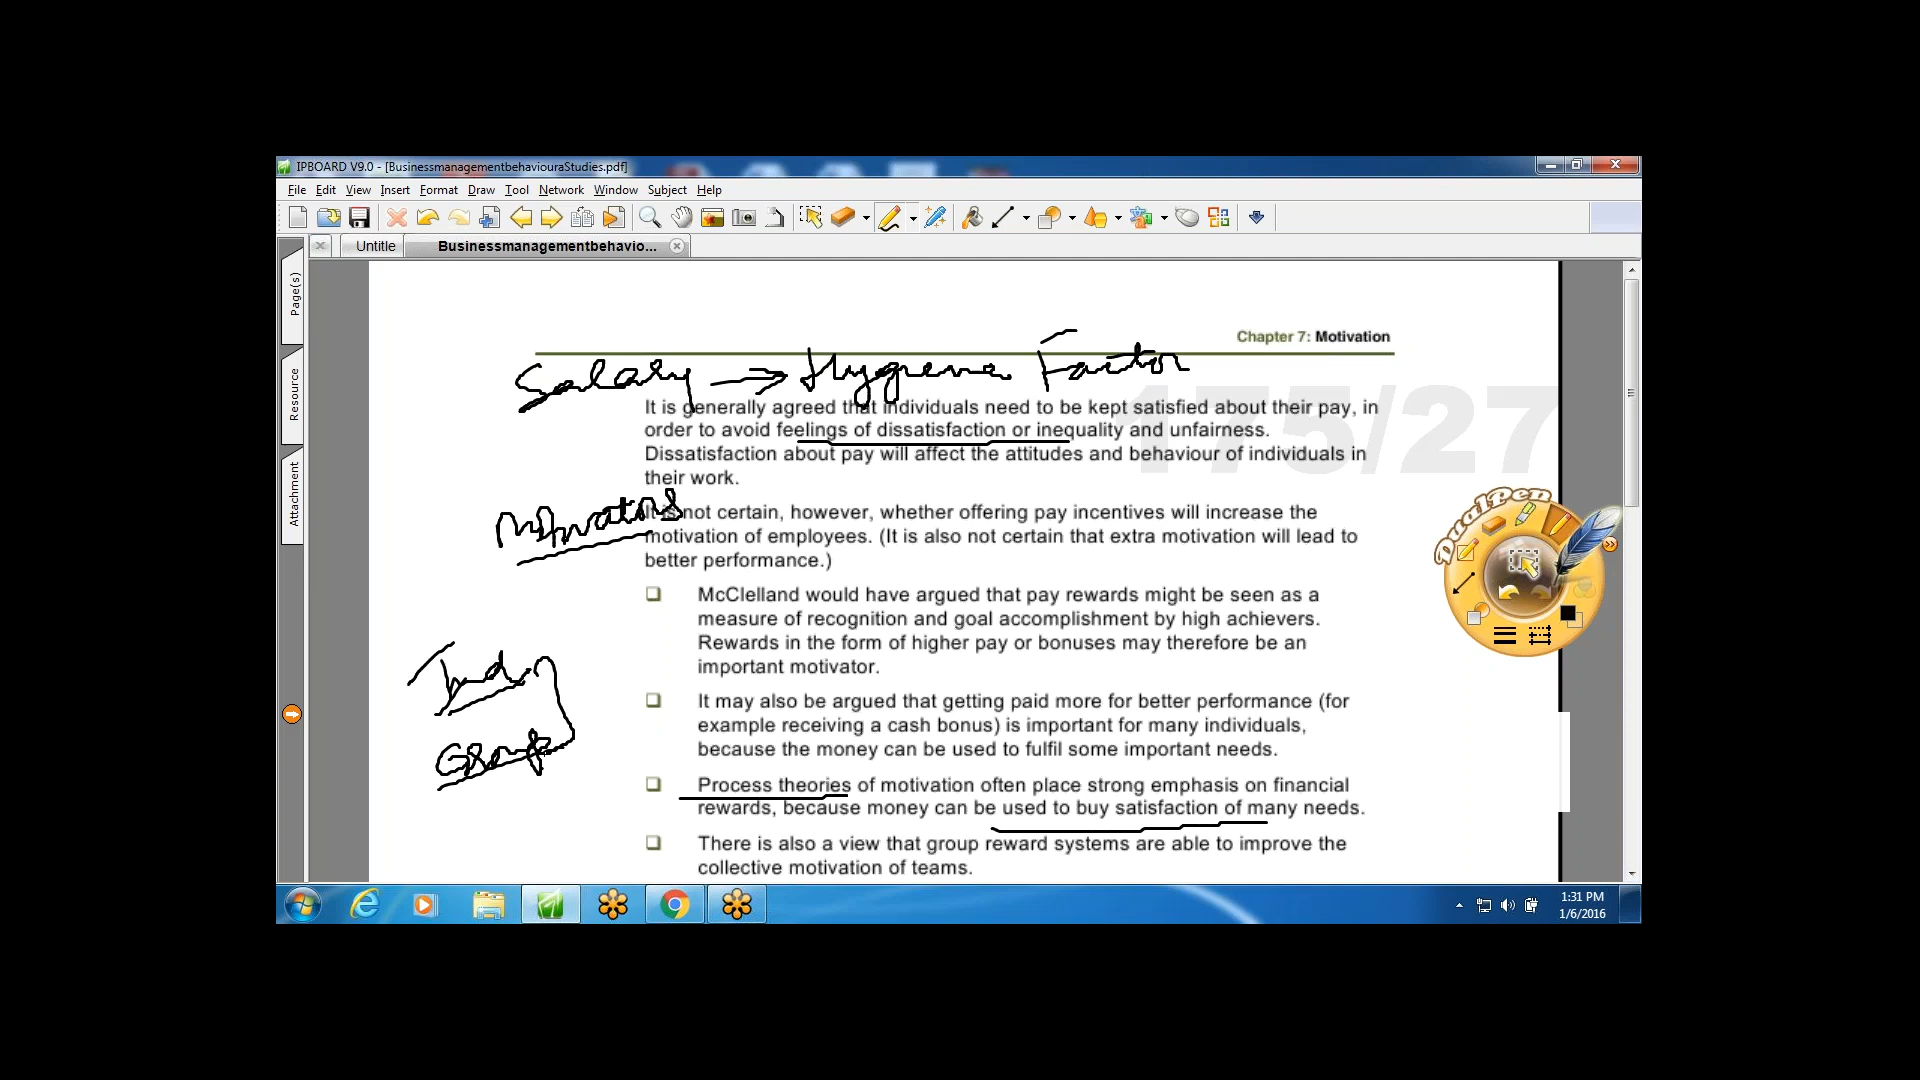 IPBOARD V9.0 - [BusinessmanagementbehaviouraStudies.pdf]
File Edit View Insert Format Draw Tool Network Window Subject Help
Untitle Businessmanagementbehavio...
Page(s)
Resource
Attachment
Chapter 7: Motivation
Salary → Hygiene Factor
175/27
It is generally agreed that individuals need to be kept satisfied about their pay, in
order to avoid feelings of dissatisfaction or inequality and unfairness.
Dissatisfaction about pay will affect the attitudes and behaviour of individuals in
their work.
Motivators
It is not certain, however, whether offering pay incentives will increase the
motivation of employees. (It is also not certain that extra motivation will lead to
better performance.)
DualPen
McClelland would have argued that pay rewards might be seen as a
measure of recognition and goal accomplishment by high achievers.
Rewards in the form of higher pay or bonuses may therefore be an
important motivator.
Ind.
It may also be argued that getting paid more for better performance (for
example receiving a cash bonus) is important for many individuals,
because the money can be used to fulfil some important needs.
Group
Process theories of motivation often place strong emphasis on financial
rewards, because money can be used to buy satisfaction of many needs.
There is also a view that group reward systems are able to improve the
collective motivation of teams.
1:31 PM
1/6/2016